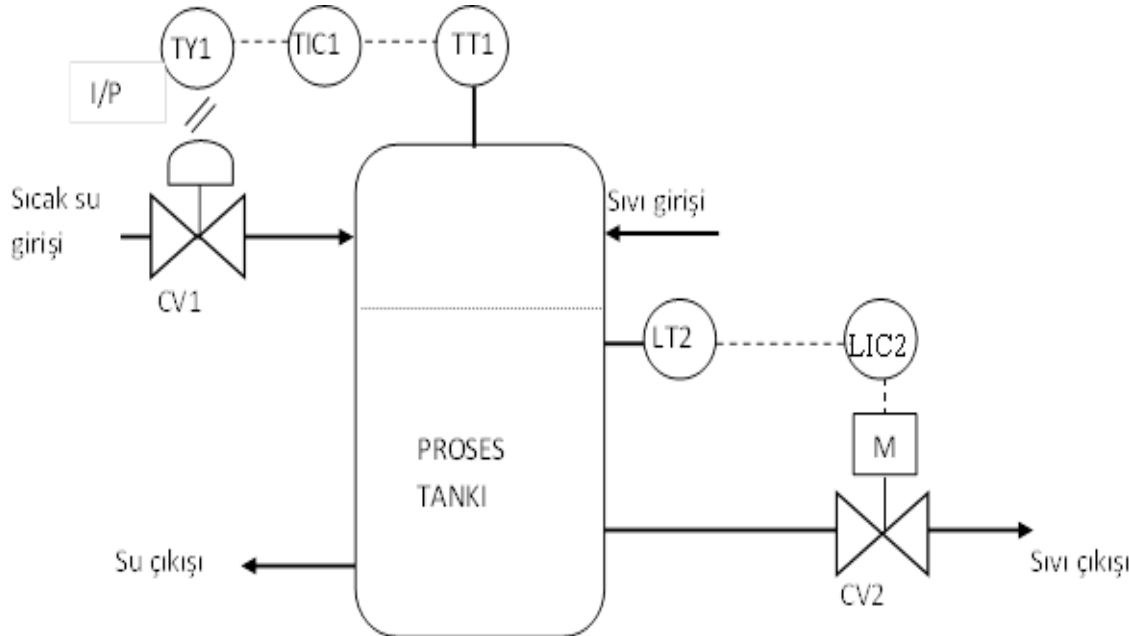 TY1
TIC1
TT1
I/P
Sıcak su
girişi
Sıvı girişi
CV1
LT2
LIC2
M
PROSES
TANKI
Su çıkışı
Sıvı çıkışı
CV2